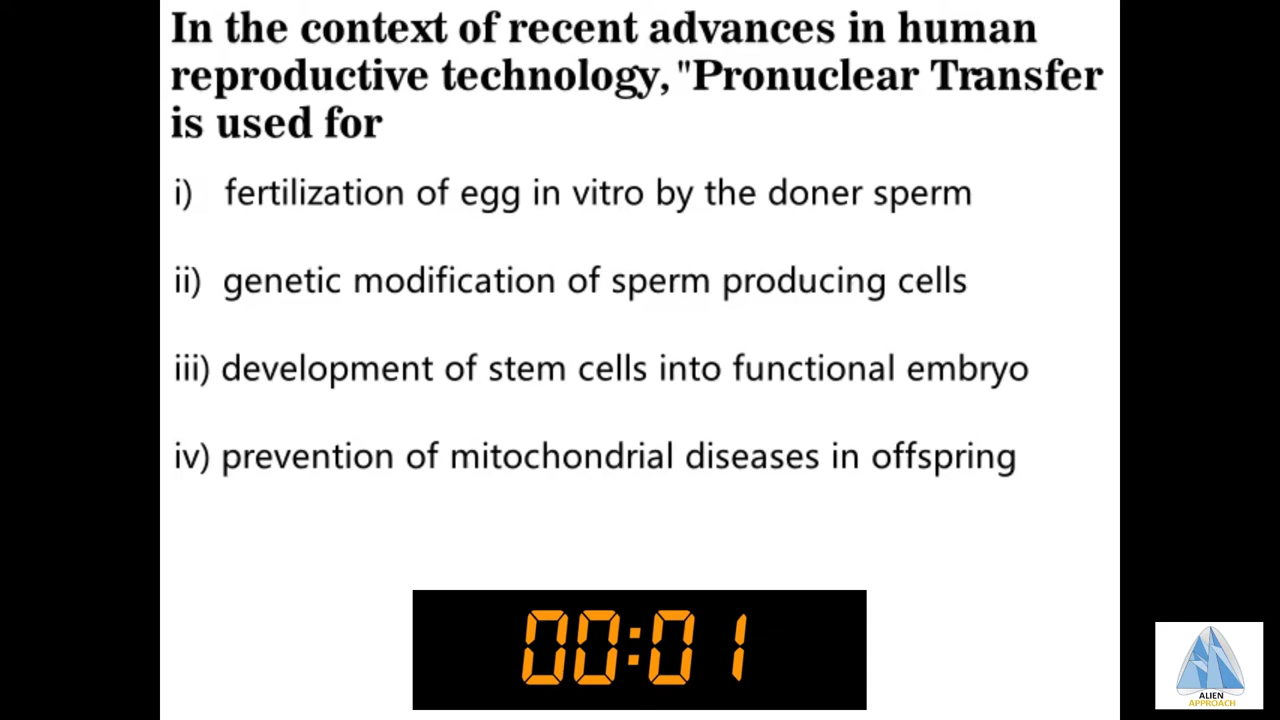 In the context of recent advances in human
reproductive technology, "Pronuclear Transfer
is used for
i) fertilization of egg in vitro by the doner sperm
ii) genetic modification of sperm producing cells
iii) development of stem cells into functional embryo
iv) prevention of mitochondrial diseases in offspring
00:01
ALIEN
APPROACH